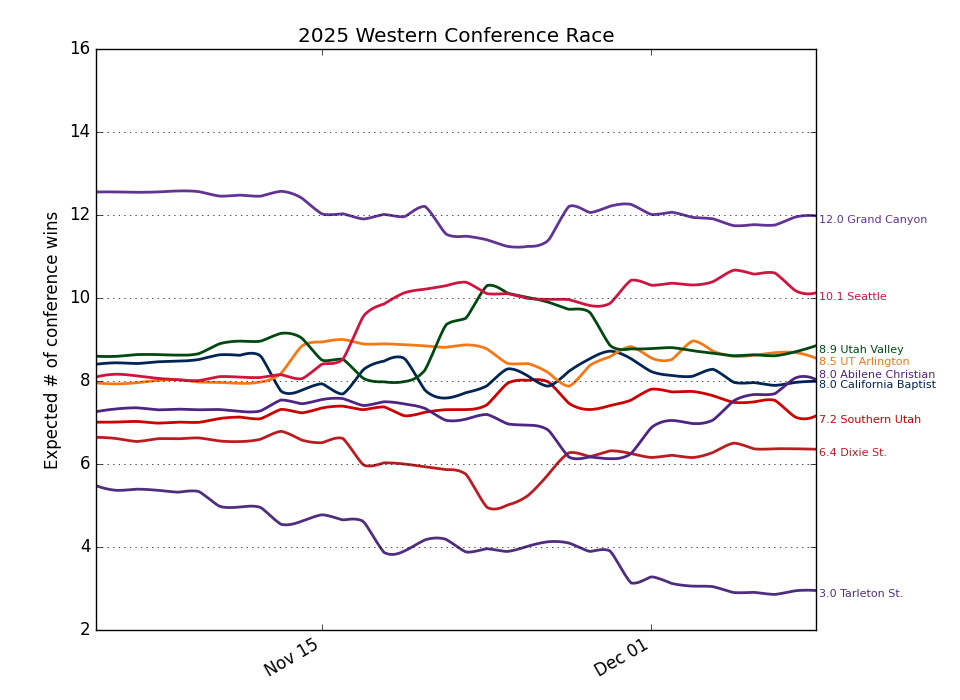 2025 Western Conference Race
Expected # of conference wins
16
14
12
10
8
6
4
2
12.0 Grand Canyon
10.1 Seattle
8.9 Utah Valley
8.5 UT Arlington
8.0 Abilene Christian
8.0 California Baptist
7.2 Southern Utah
6.4 Dixie St.
3.0 Tarleton St.
Nov 15
Dec 01